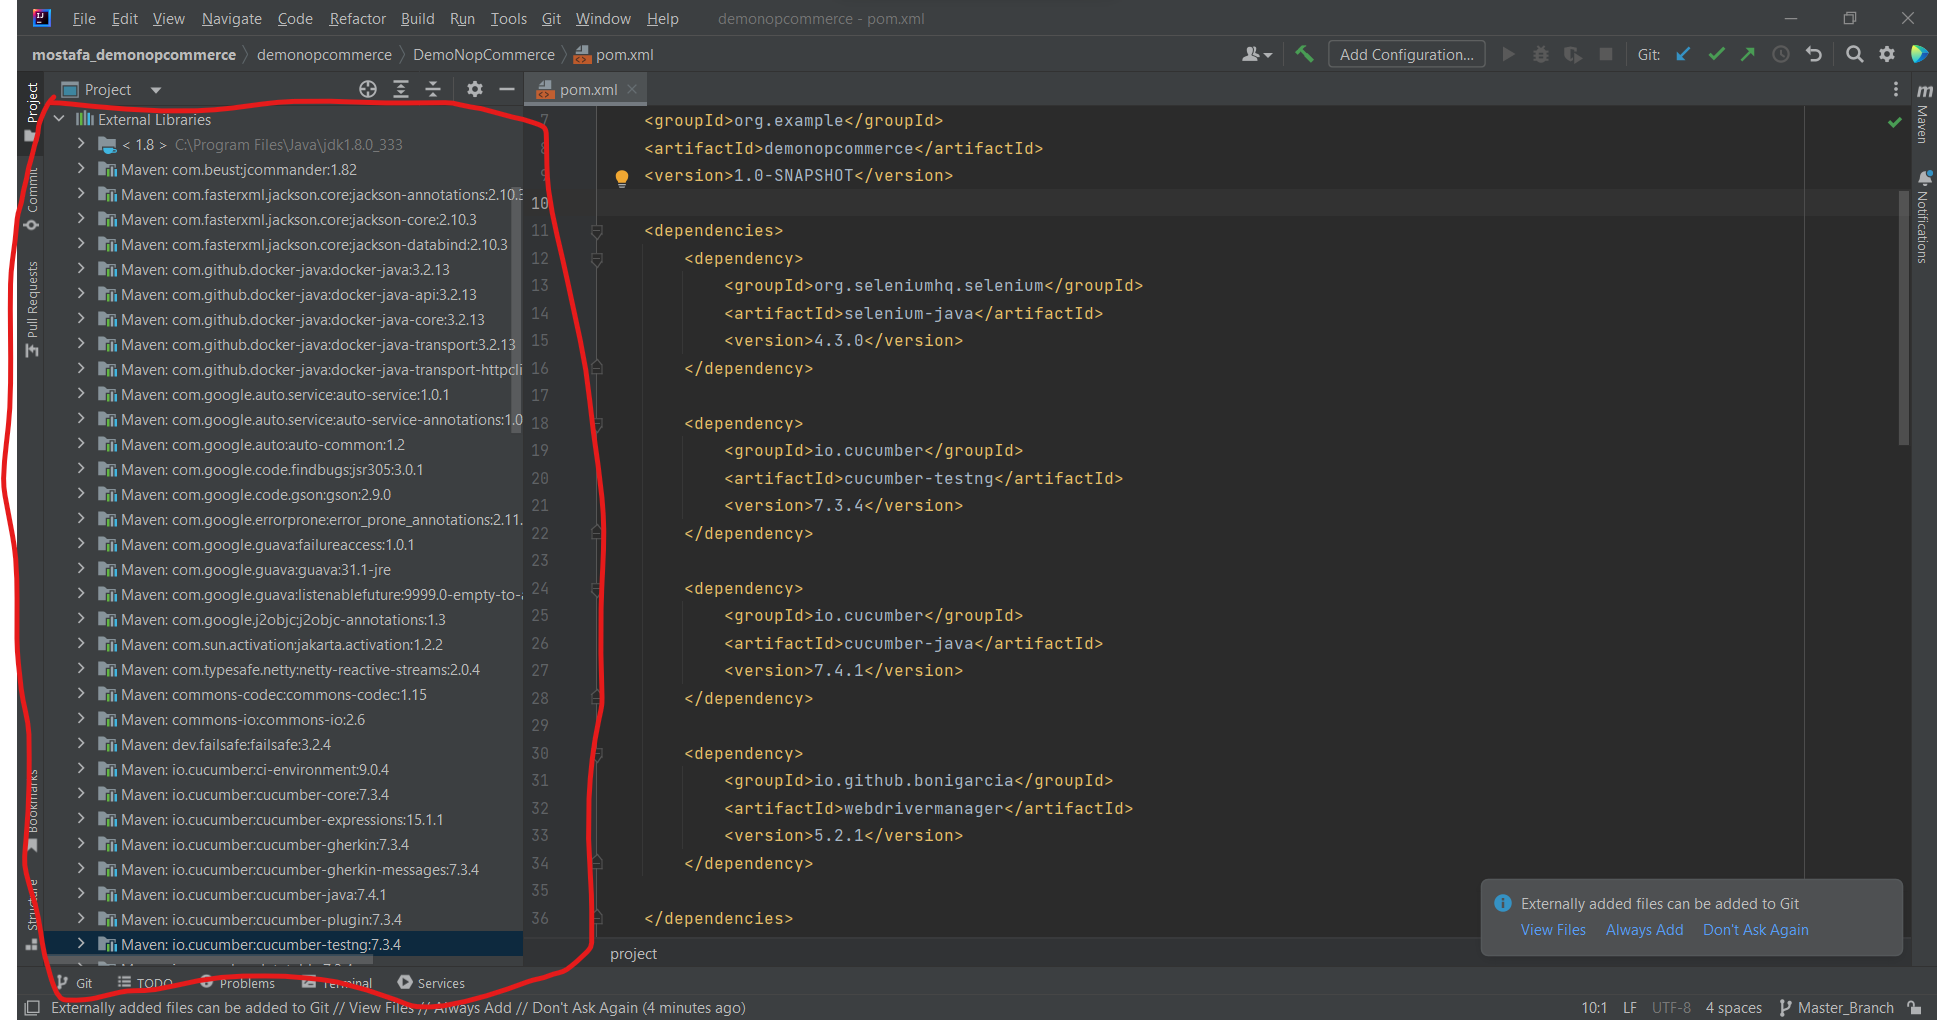 File Edit View Navigate Code Refactor Build Run Tools Git Window Help demonopcommerce - pom.xml
mostafa_demonopcommerce demonopcommerce DemoNopCommerce pom.xml Add Configuration... Git:
Project
pom.xml
Project
Commit
Pull Requests
Bookmarks
Structure
External Libraries
< 1.8 > C:\Program Files\Java\jdk1.8.0_333
Maven: com.beust:jcommander:1.82
Maven: com.fasterxml.jackson.core:jackson-annotations:2.10.3
Maven: com.fasterxml.jackson.core:jackson-core:2.10.3
Maven: com.fasterxml.jackson.core:jackson-databind:2.10.3
Maven: com.github.docker-java:docker-java:3.2.13
Maven: com.github.docker-java:docker-java-api:3.2.13
Maven: com.github.docker-java:docker-java-core:3.2.13
Maven: com.github.docker-java:docker-java-transport:3.2.13
Maven: com.github.docker-java:docker-java-transport-httpcli
Maven: com.google.auto.service:auto-service:1.0.1
Maven: com.google.auto.service:auto-service-annotations:1.0
Maven: com.google.auto:auto-common:1.2
Maven: com.google.code.findbugs:jsr305:3.0.1
Maven: com.google.code.gson:gson:2.9.0
Maven: com.google.errorprone:error_prone_annotations:2.11.
Maven: com.google.guava:failureaccess:1.0.1
Maven: com.google.guava:guava:31.1-jre
Maven: com.google.guava:listenablefuture:9999.0-empty-to-
Maven: com.google.j2objc:j2objc-annotations:1.3
Maven: com.sun.activation:jakarta.activation:1.2.2
Maven: com.typesafe.netty:netty-reactive-streams:2.0.4
Maven: commons-codec:commons-codec:1.15
Maven: commons-io:commons-io:2.6
Maven: dev.failsafe:failsafe:3.2.4
Maven: io.cucumber:ci-environment:9.0.4
Maven: io.cucumber:cucumber-core:7.3.4
Maven: io.cucumber:cucumber-expressions:15.1.1
Maven: io.cucumber:cucumber-gherkin:7.3.4
Maven: io.cucumber:cucumber-gherkin-messages:7.3.4
Maven: io.cucumber:cucumber-java:7.4.1
Maven: io.cucumber:cucumber-plugin:7.3.4
Maven: io.cucumber:cucumber-testng:7.3.4
7 <groupId>org.example</groupId>
8 <artifactId>demonopcommerce</artifactId>
9 <version>1.0-SNAPSHOT</version>
10
11 <dependencies>
12 <dependency>
13 <groupId>org.seleniumhq.selenium</groupId>
14 <artifactId>selenium-java</artifactId>
15 <version>4.3.0</version>
16 </dependency>
17
18 <dependency>
19 <groupId>io.cucumber</groupId>
20 <artifactId>cucumber-testng</artifactId>
21 <version>7.3.4</version>
22 </dependency>
23
24 <dependency>
25 <groupId>io.cucumber</groupId>
26 <artifactId>cucumber-java</artifactId>
27 <version>7.4.1</version>
28 </dependency>
29
30 <dependency>
31 <groupId>io.github.bonigarcia</groupId>
32 <artifactId>webdrivermanager</artifactId>
33 <version>5.2.1</version>
34 </dependency>
35
36 </dependencies>
project
m
Maven
Notifications
Externally added files can be added to Git
View Files Always Add Don't Ask Again
Git TODO Problems Terminal Services
Externally added files can be added to Git // View Files // Always Add // Don't Ask Again (4 minutes ago) 10:1 LF UTF-8 4 spaces Master_Branch